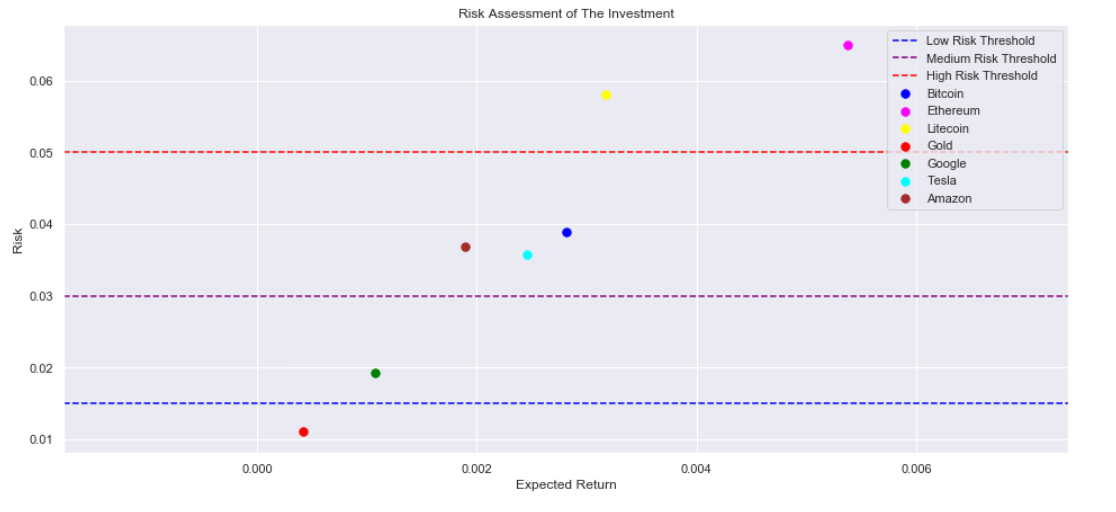 Risk Assessment of The Investment
Low Risk Threshold
Medium Risk Threshold
High Risk Threshold
Bitcoin
Ethereum
Litecoin
Gold
Google
Tesla
Amazon
Risk
0.06
0.05
0.04
0.03
0.02
0.01
0.000
0.002
0.004
0.006
Expected Return